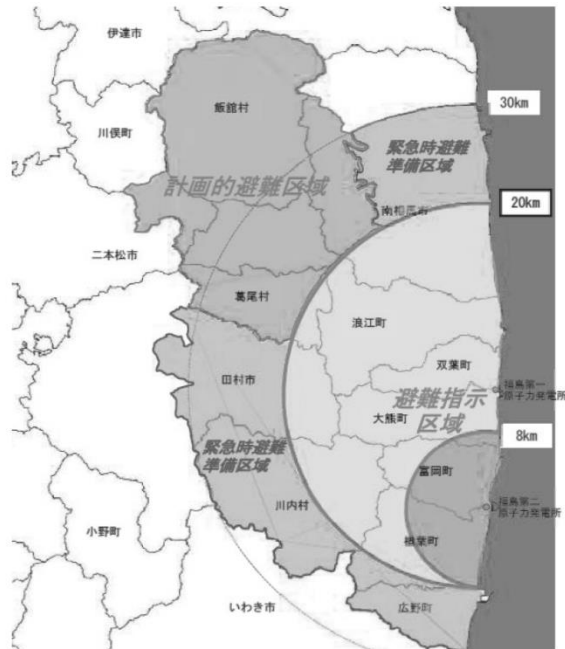 伊達市
飯舘村
30km
川俣町
緊急時避難
準備区域
計画的避難区域
20km
南相馬市
二本松市
葛尾村
浪江町
双葉町
田村市
福島第一
原子力発電所
避難指示
区域
大熊町
8km
緊急時避難
準備区域
富岡町
川内村
福島第二
原子力発電所
小野町
楢葉町
いわき市
広野町